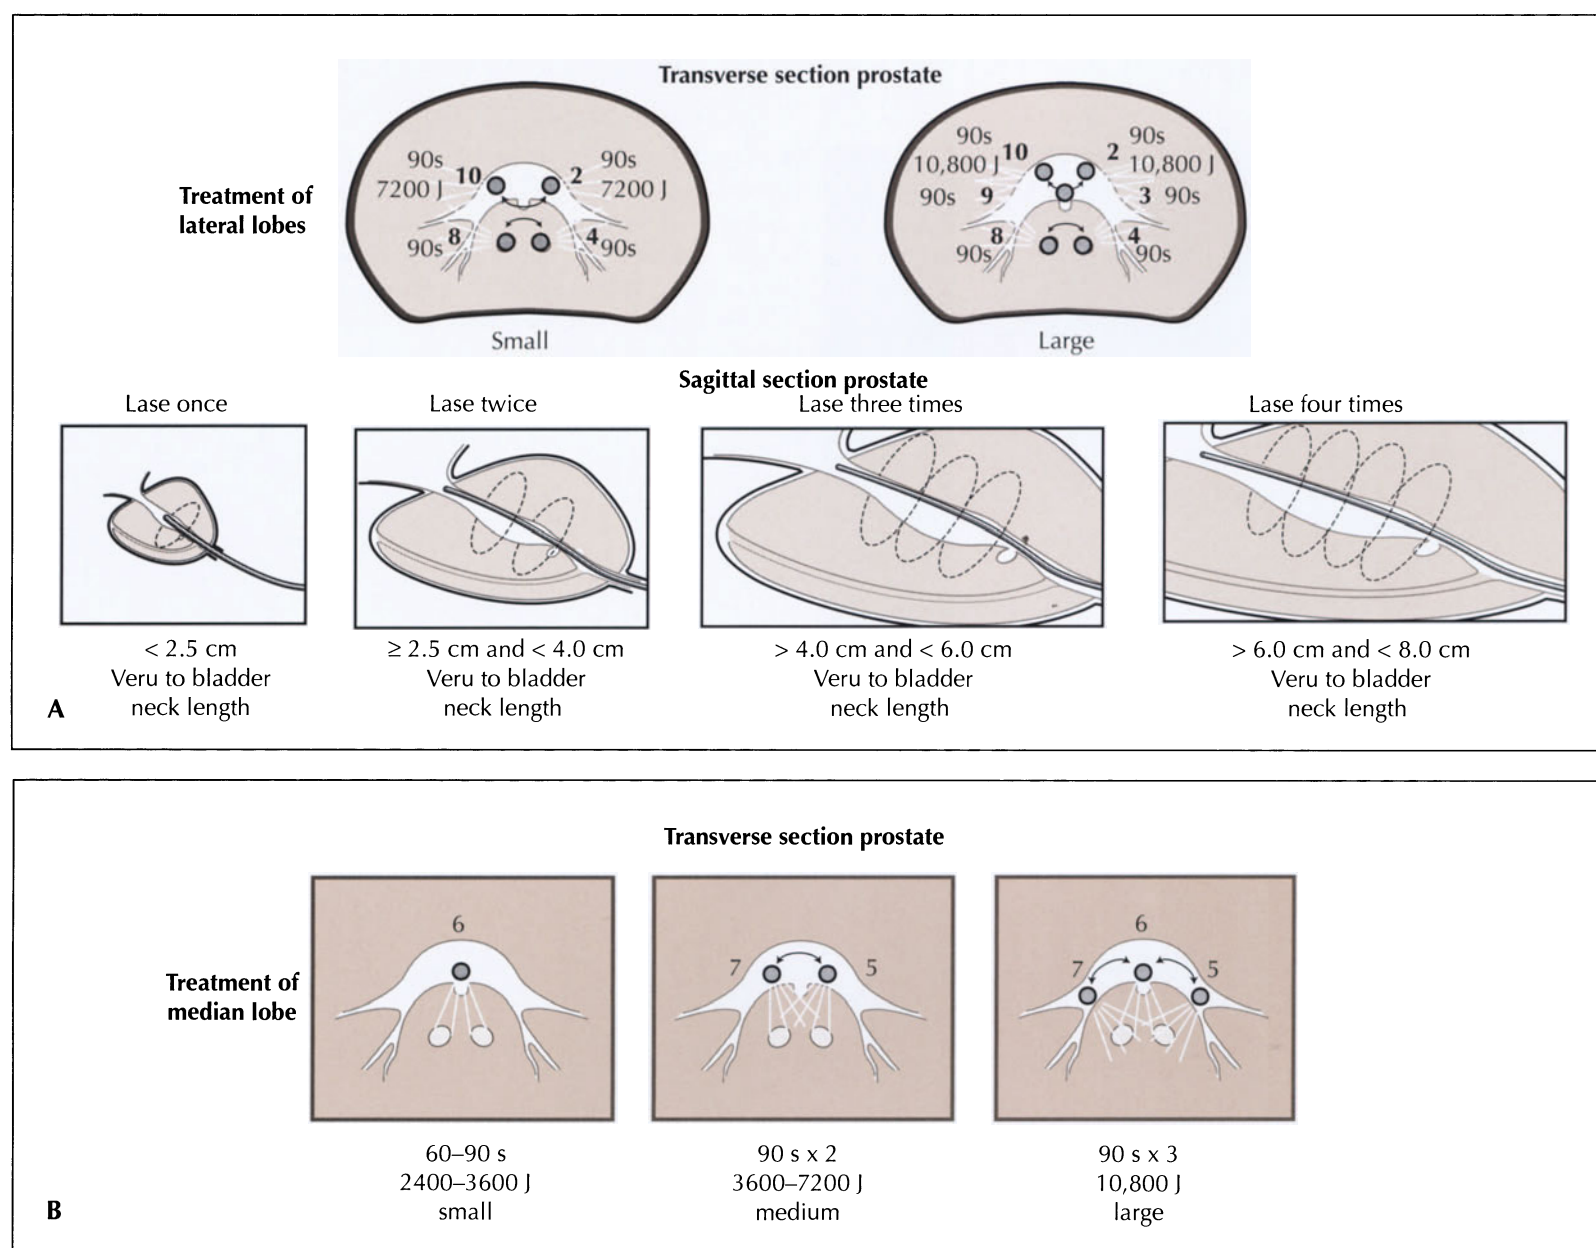 Transverse section prostate
Treatment of
lateral lobes
90s
7200 J
10
2
90s
7200 J
90s
8
4
90s
Small
90s
10,800 J
10
2
90s
10,800 J
90s
9
3
90s
8
90s
4
90s
Large
Sagittal section prostate
Lase once
Lase twice
Lase three times
Lase four times
< 2.5 cm
Veru to bladder
neck length
≥ 2.5 cm and < 4.0 cm
Veru to bladder
neck length
> 4.0 cm and < 6.0 cm
Veru to bladder
neck length
> 6.0 cm and < 8.0 cm
Veru to bladder
neck length
A
Transverse section prostate
Treatment of
median lobe
6
7
5
7
6
5
60–90 s
2400–3600 J
small
90 s x 2
3600–7200 J
medium
90 s x 3
10,800 J
large
B